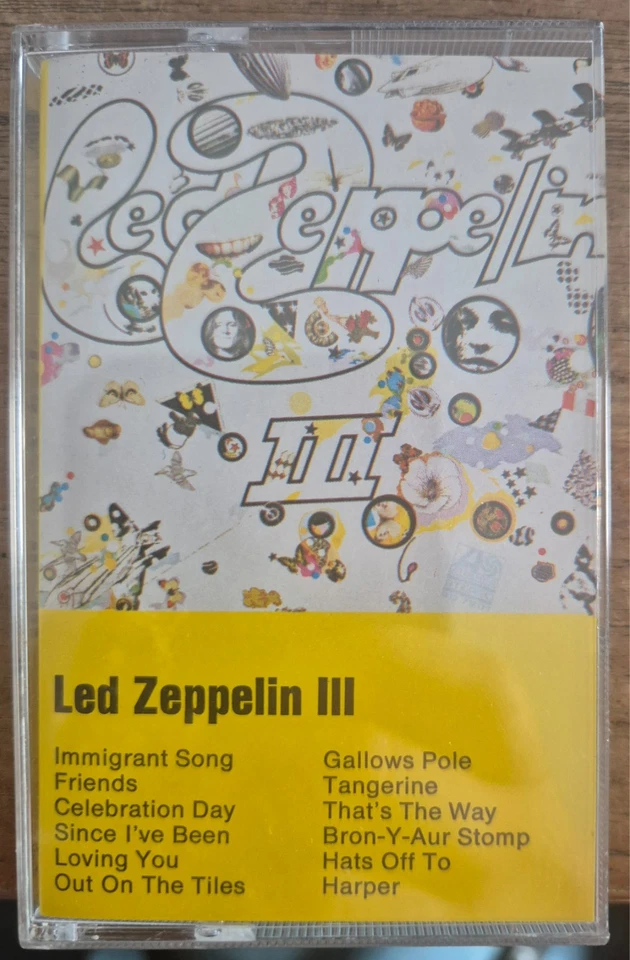 Led Zeppelin
III
Led Zeppelin III
Immigrant Song
Friends
Celebration Day
Since I've Been
Loving You
Out On The Tiles
Gallows Pole
Tangerine
That's The Way
Bron-Y-Aur Stomp
Hats Off To
Harper